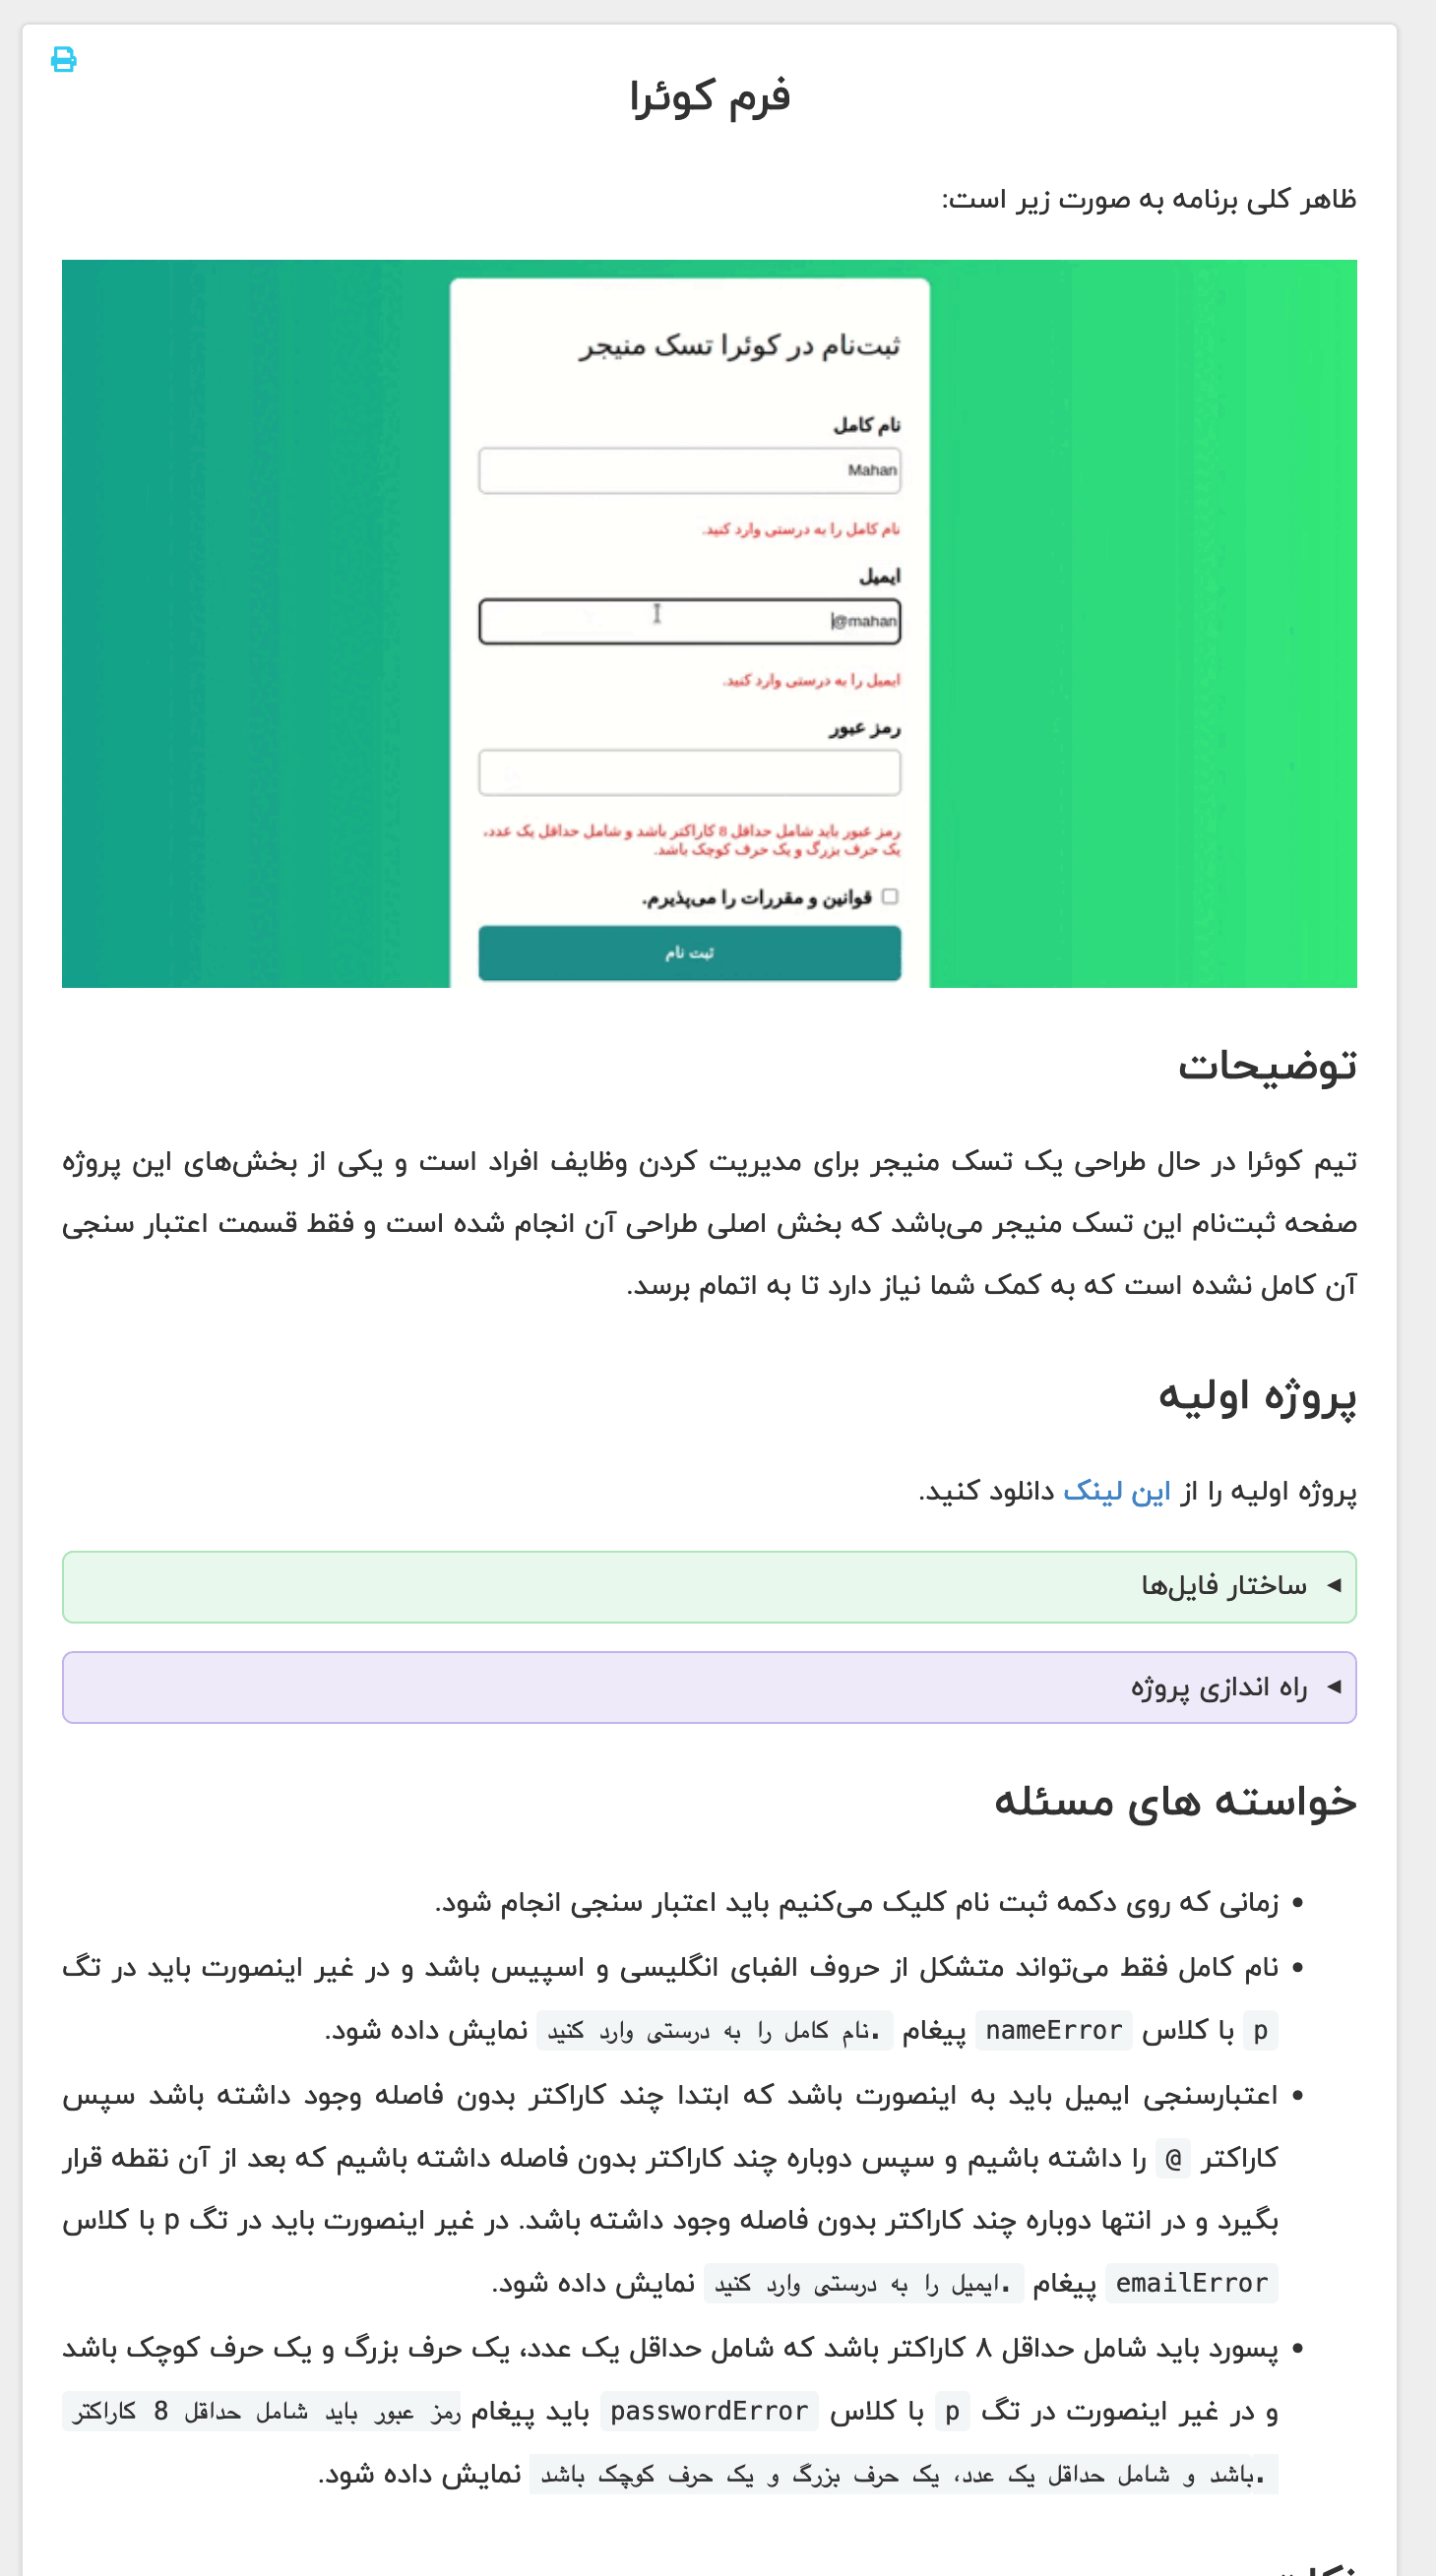 فرم کوئرا
ظاهر کلی برنامه به صورت زیر است:
ثبت‌نام در کوئرا تسک منیجر
نام کامل
Mahan
نام کامل را به درستی وارد کنید.
ایمیل
@mahan
ایمیل را به درستی وارد کنید.
رمز عبور
رمز عبور باید شامل حداقل 8 کاراکتر باشد و شامل حداقل یک عدد،
یک حرف بزرگ و یک حرف کوچک باشد.
قوانین و مقررات را می‌پذیرم.
ثبت نام
توضیحات
تیم کوئرا در حال طراحی یک تسک منیجر برای مدیریت کردن وظایف افراد است و یکی از بخش‌های این پروژه
صفحه ثبت‌نام این تسک منیجر می‌باشد که بخش اصلی طراحی آن انجام شده است و فقط قسمت اعتبار سنجی
آن کامل نشده است که به کمک شما نیاز دارد تا به اتمام برسد.
پروژه اولیه
پروژه اولیه را از این لینک دانلود کنید.
◂ ساختار فایل‌ها
◂ راه اندازی پروژه
خواسته های مسئله
• زمانی که روی دکمه ثبت نام کلیک می‌کنیم باید اعتبار سنجی انجام شود.
• نام کامل فقط می‌تواند متشکل از حروف الفبای انگلیسی و اسپیس باشد و در غیر اینصورت باید در تگ
p با کلاس nameError پیغام نام کامل را به درستی وارد کنید. نمایش داده شود.
• اعتبارسنجی ایمیل باید به اینصورت باشد که ابتدا چند کاراکتر بدون فاصله وجود داشته باشد سپس
کاراکتر @ را داشته باشیم و سپس دوباره چند کاراکتر بدون فاصله داشته باشیم که بعد از آن نقطه قرار
بگیرد و در انتها دوباره چند کاراکتر بدون فاصله وجود داشته باشد. در غیر اینصورت باید در تگ p با کلاس
emailError پیغام ایمیل را به درستی وارد کنید. نمایش داده شود.
• پسورد باید شامل حداقل ۸ کاراکتر باشد که شامل حداقل یک عدد، یک حرف بزرگ و یک حرف کوچک باشد
و در غیر اینصورت در تگ p با کلاس passwordError باید پیغام رمز عبور باید شامل حداقل 8 کاراکتر
باشد و شامل حداقل یک عدد، یک حرف بزرگ و یک حرف کوچک باشد. نمایش داده شود.